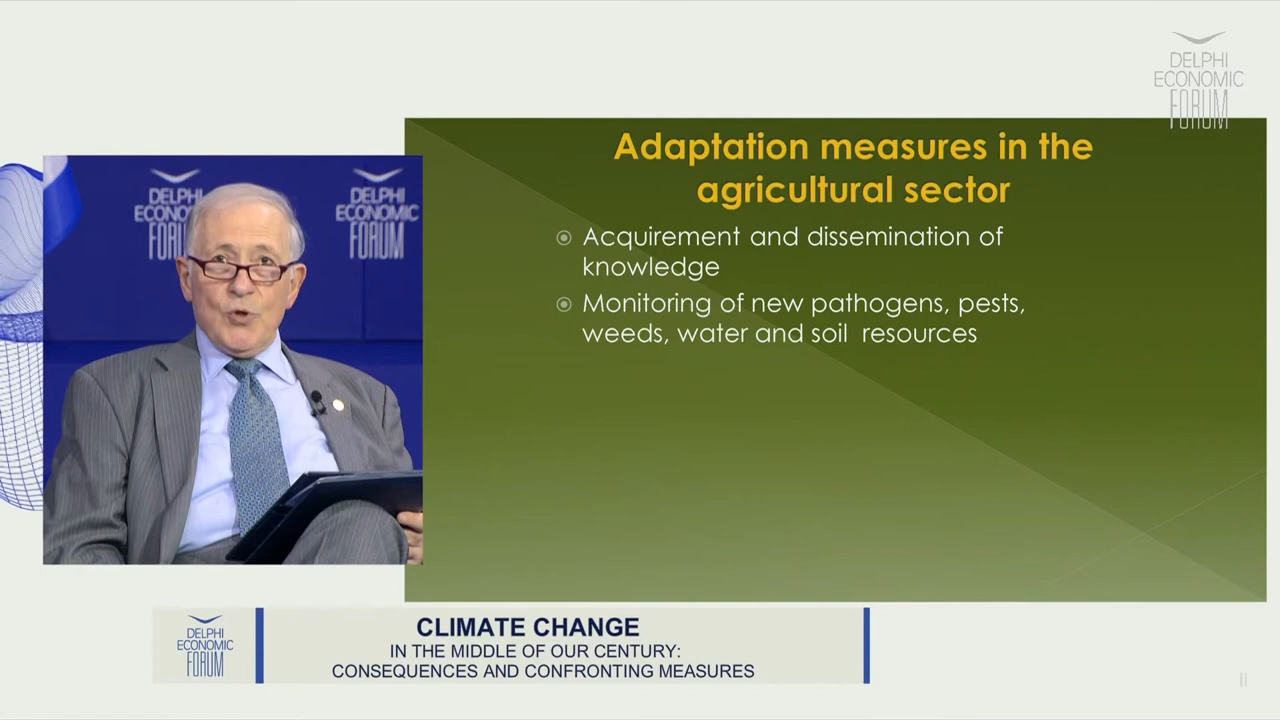 DELPHI
ECONOMIC
FORUM
Adaptation measures in the
agricultural sector
Acquirement and dissemination of
knowledge
Monitoring of new pathogens, pests,
weeds, water and soil resources
DELPHI
ECONOMIC
FORUM
DELPHI
ECONOMIC
FORUM
DELPHI
ECONOMIC
FORUM
CLIMATE CHANGE
IN THE MIDDLE OF OUR CENTURY:
CONSEQUENCES AND CONFRONTING MEASURES